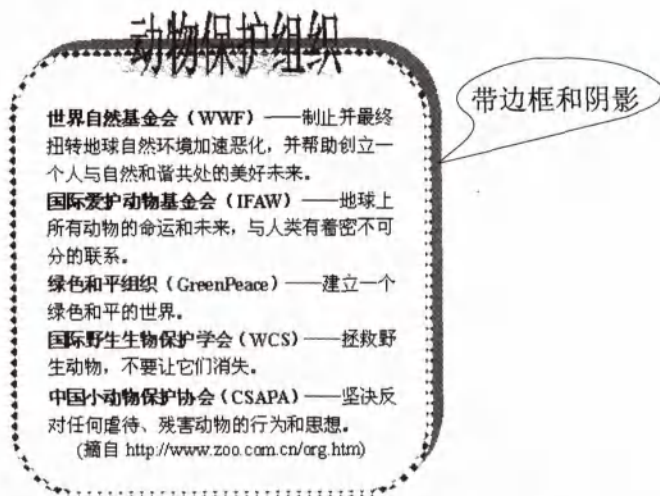 动物保护组织
世界自然基金会（WWF）——制止并最终
扭转地球自然环境加速恶化，并帮助创立一
个人与自然和谐共处的美好未来。
国际爱护动物基金会（IFAW）——地球上
所有动物的命运和未来，与人类有着密不可
分的联系。
绿色和平组织（GreenPeace）——建立一个
绿色和平的世界。
国际野生生物保护学会（WCS）——拯救野
生动物，不要让它们消失。
中国小动物保护协会（CSAPA）——坚决反
对任何虐待、残害动物的行为和思想。
(摘自 http://www.zoo.com.cn/org.htm)
带边框和阴影